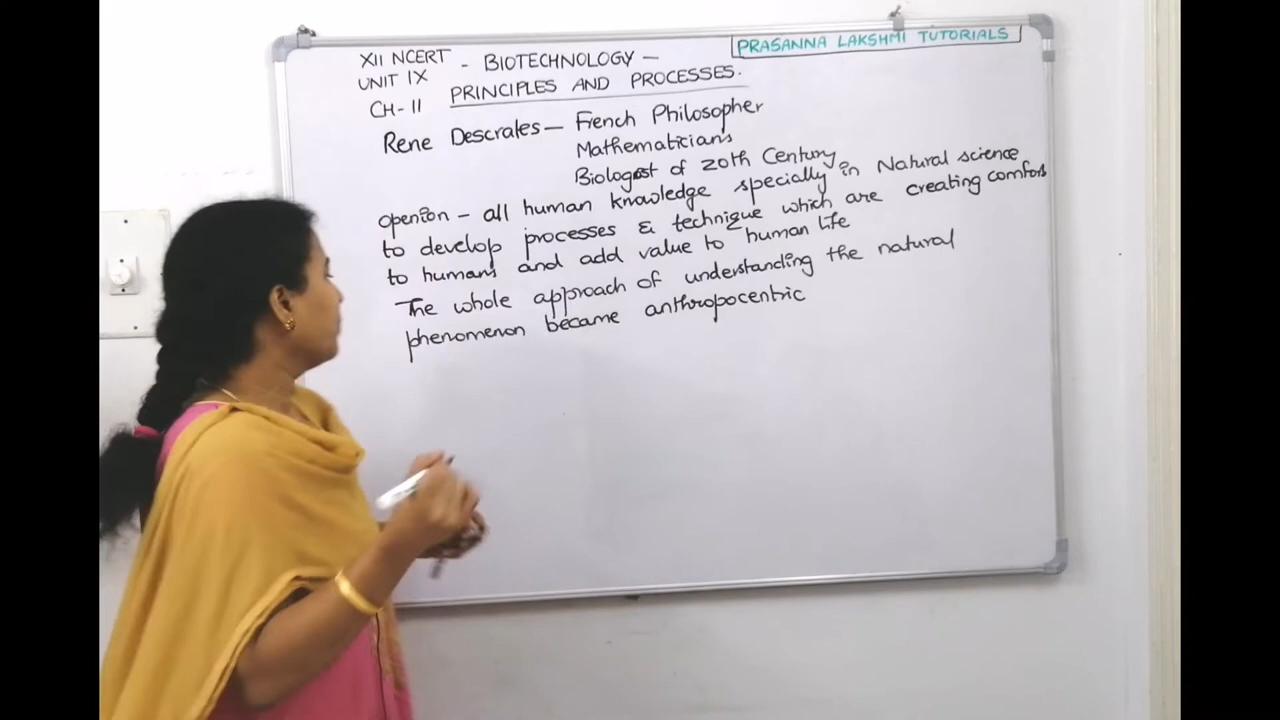 XII NCERT - BIOTECHNOLOGY -
PRASANNA LAKSHMI TUTORIALS
UNIT IX
CH-11 PRINCIPLES AND PROCESSES.
Rene Descrales - French Philosopher
Mathematicians
Biologist of 20th Century
openion - all human knowledge specially in Natural science
to develop processes & technique which are creating comfors
to humans and add value to human life
The whole approach of understanding the natural
phenomenon became anthropocentric